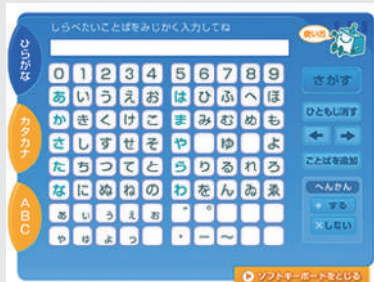 しらべたいことばをみじかく入力してね
使い方
ひらがな
カタカナ
ABC
0 1 2 3 4 5 6 7 8 9
あ い う え お は ひ ふ へ ほ
か き く け こ ま み む め も
さ し す せ そ や ゆ よ
た ち つ て と ら り る れ ろ
な に ぬ ね の わ を ん ゐ ゑ
ぁ ぃ ぅ ぇ ぉ ゛ ゜
ゃ ゅ ょ っ ・ ー 〜
さがす
ひともじ消す
← →
ことばを追加
へんかん
する
×しない
ソフトキーボードをとじる